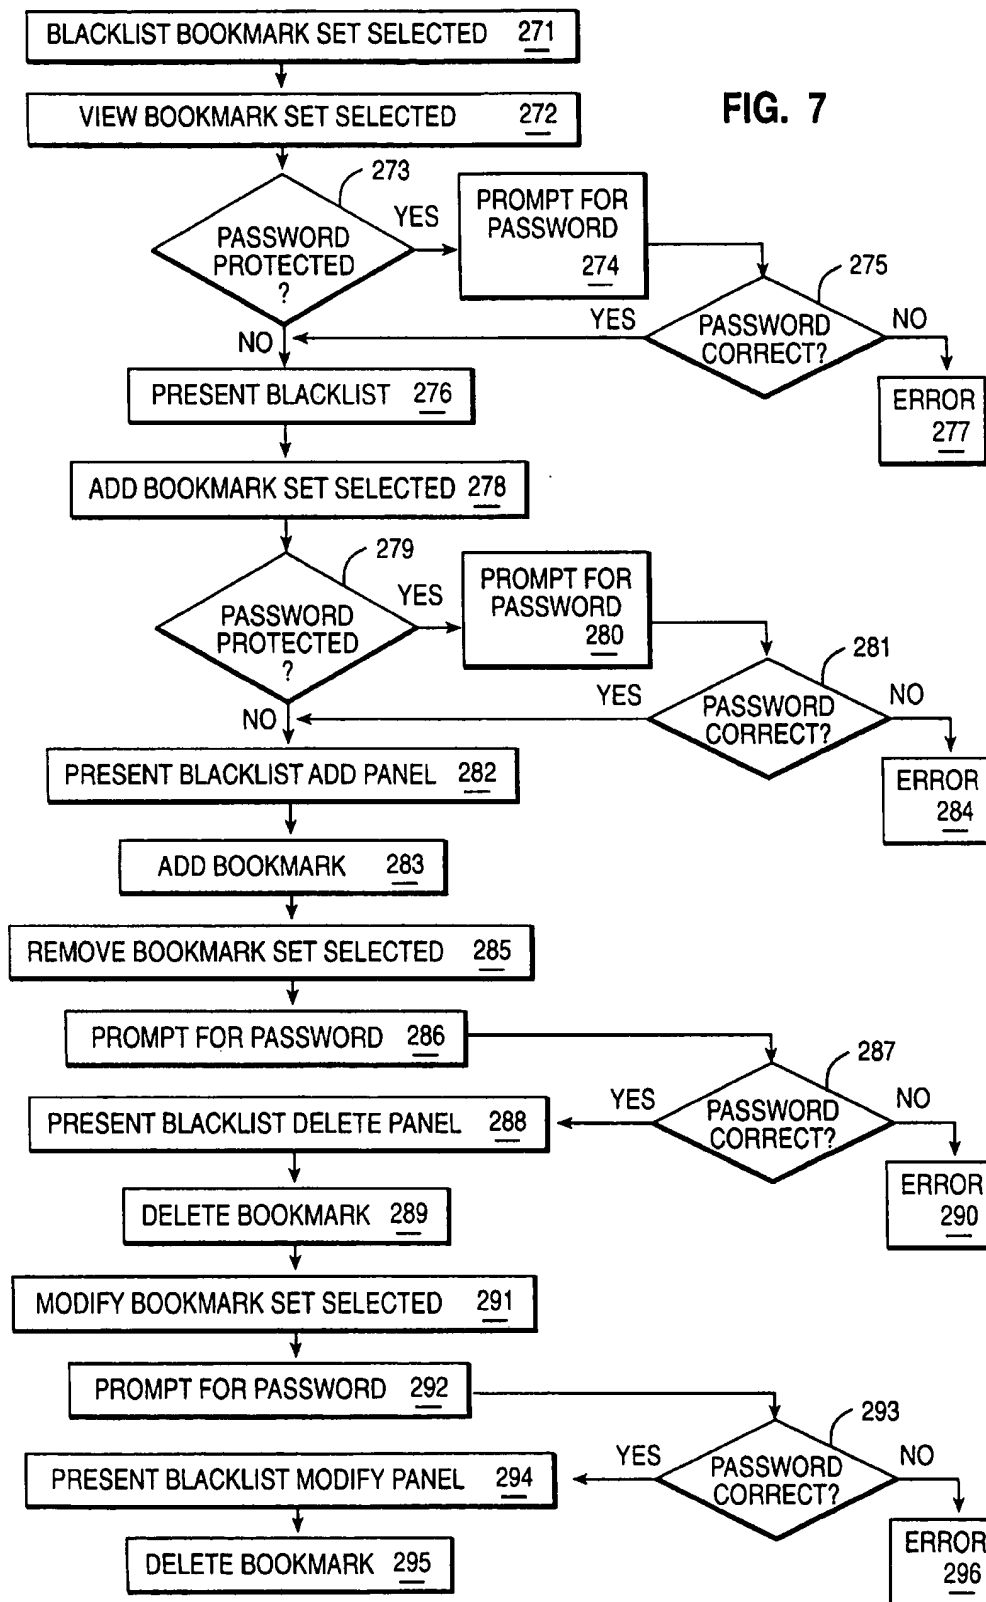 BLACKLIST BOOKMARK SET SELECTED 271
VIEW BOOKMARK SET SELECTED 272
FIG. 7
273
PASSWORD
PROTECTED
?
YES
NO
PROMPT FOR
PASSWORD
274
275
PASSWORD
CORRECT?
YES
NO
ERROR
277
PRESENT BLACKLIST 276
ADD BOOKMARK SET SELECTED 278
279
PASSWORD
PROTECTED
?
YES
NO
PROMPT FOR
PASSWORD
280
281
PASSWORD
CORRECT?
YES
NO
ERROR
284
PRESENT BLACKLIST ADD PANEL 282
ADD BOOKMARK 283
REMOVE BOOKMARK SET SELECTED 285
PROMPT FOR PASSWORD 286
287
PASSWORD
CORRECT?
YES
NO
ERROR
290
PRESENT BLACKLIST DELETE PANEL 288
DELETE BOOKMARK 289
MODIFY BOOKMARK SET SELECTED 291
PROMPT FOR PASSWORD 292
293
PASSWORD
CORRECT?
YES
NO
ERROR
296
PRESENT BLACKLIST MODIFY PANEL 294
DELETE BOOKMARK 295